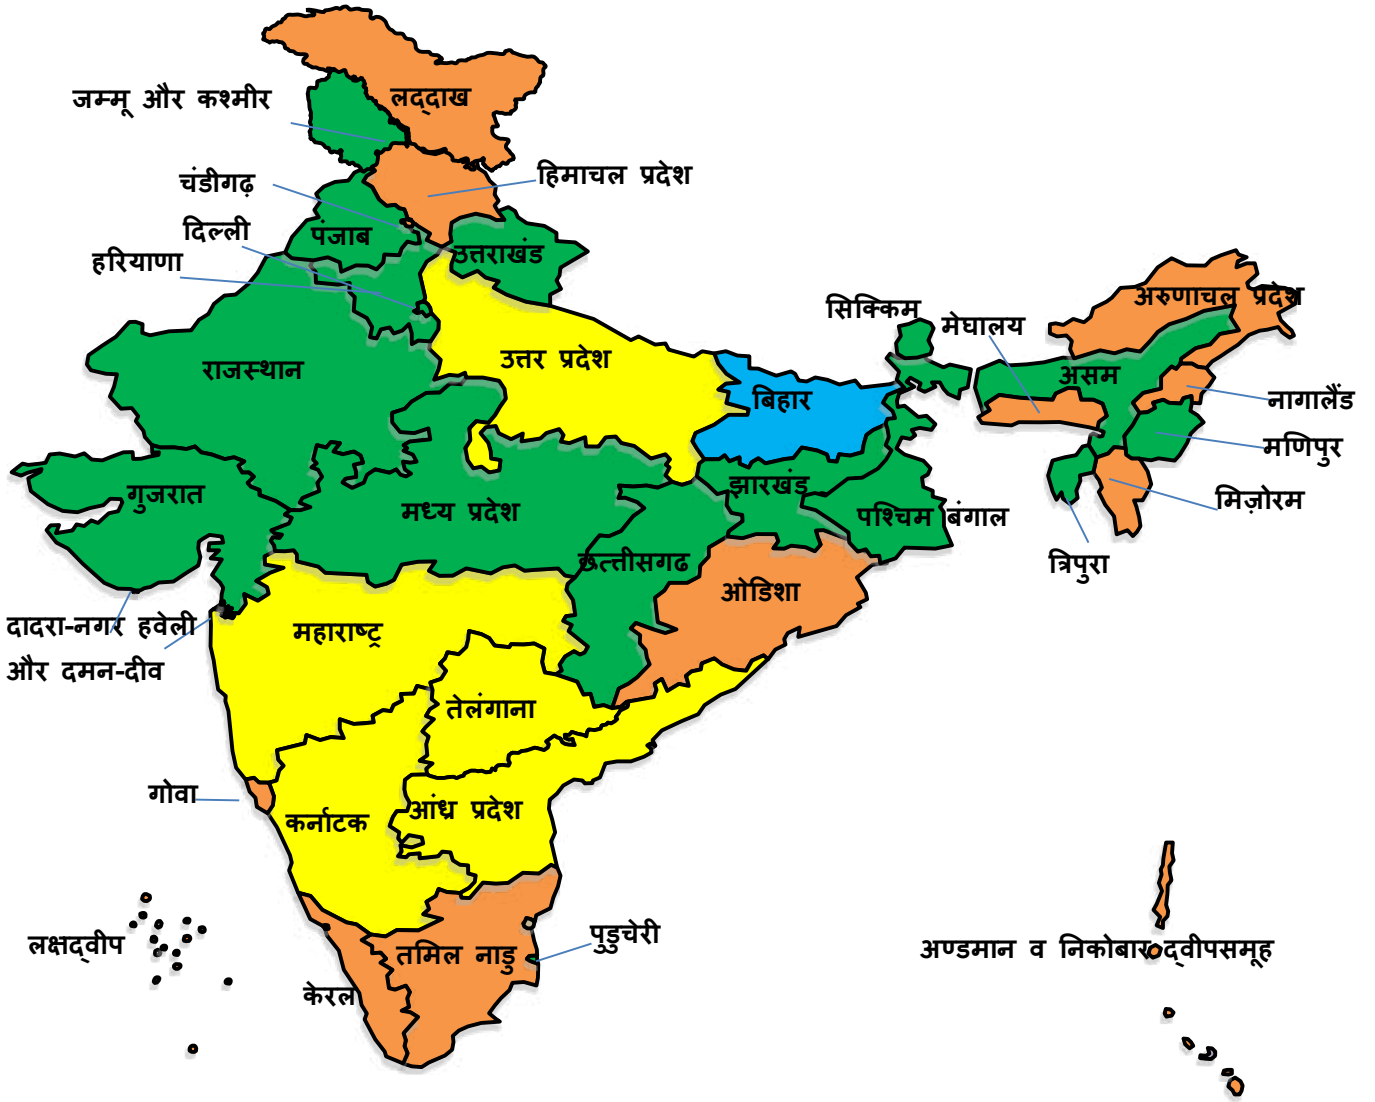 लद्दाख
जम्मू और कश्मीर
हिमाचल प्रदेश
चंडीगढ़
दिल्ली
पंजाब
उत्तराखंड
हरियाणा
अरुणाचल प्रदेश
सिक्किम
मेघालय
उत्तर प्रदेश
राजस्थान
असम
बिहार
नागालैंड
मणिपुर
झारखंड
गुजरात
मिज़ोरम
मध्य प्रदेश
पश्चिम बंगाल
छत्त्तीसगढ
त्रिपुरा
ओडिशा
दादरा-नगर हवेली
और दमन-दीव
महाराष्ट्र
तेलंगाना
गोवा
आंध्र प्रदेश
कर्नाटक
पुडुचेरी
लक्षद्वीप
तमिल नाडु
अण्डमान व निकोबार द्वीपसमूह
केरल